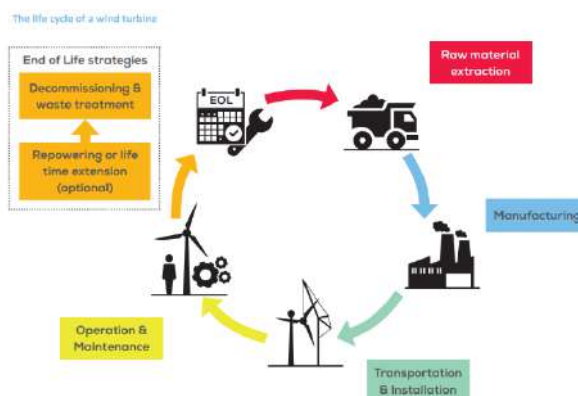 The life cycle of a wind turbine
End of Life strategies
Decommissioning &
waste treatment
Repowering or life
time extension
(optional)
EOL
Raw material
extraction
Manufacturing
Operation &
Maintenance
Transportation
& Installation